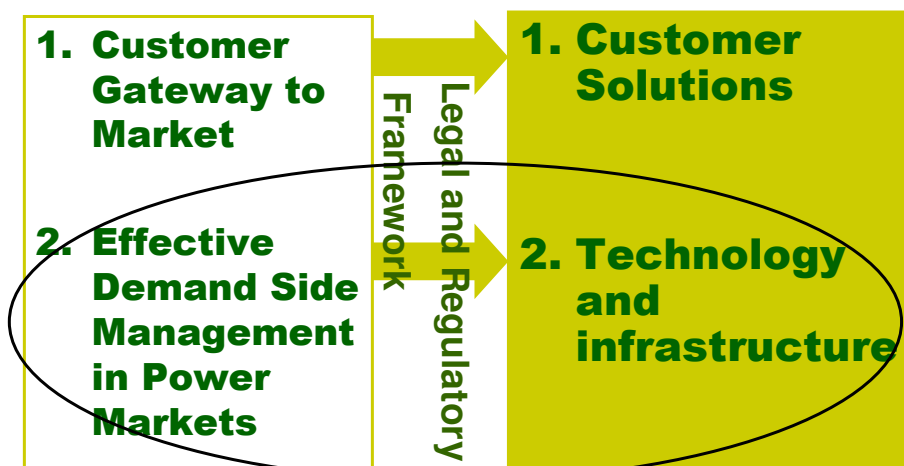 1. Customer
Gateway to
Market
2. Effective
Demand Side
Management
in Power
Markets
Legal and Regulatory
Framework
1. Customer
Solutions
2. Technology
and
infrastructure